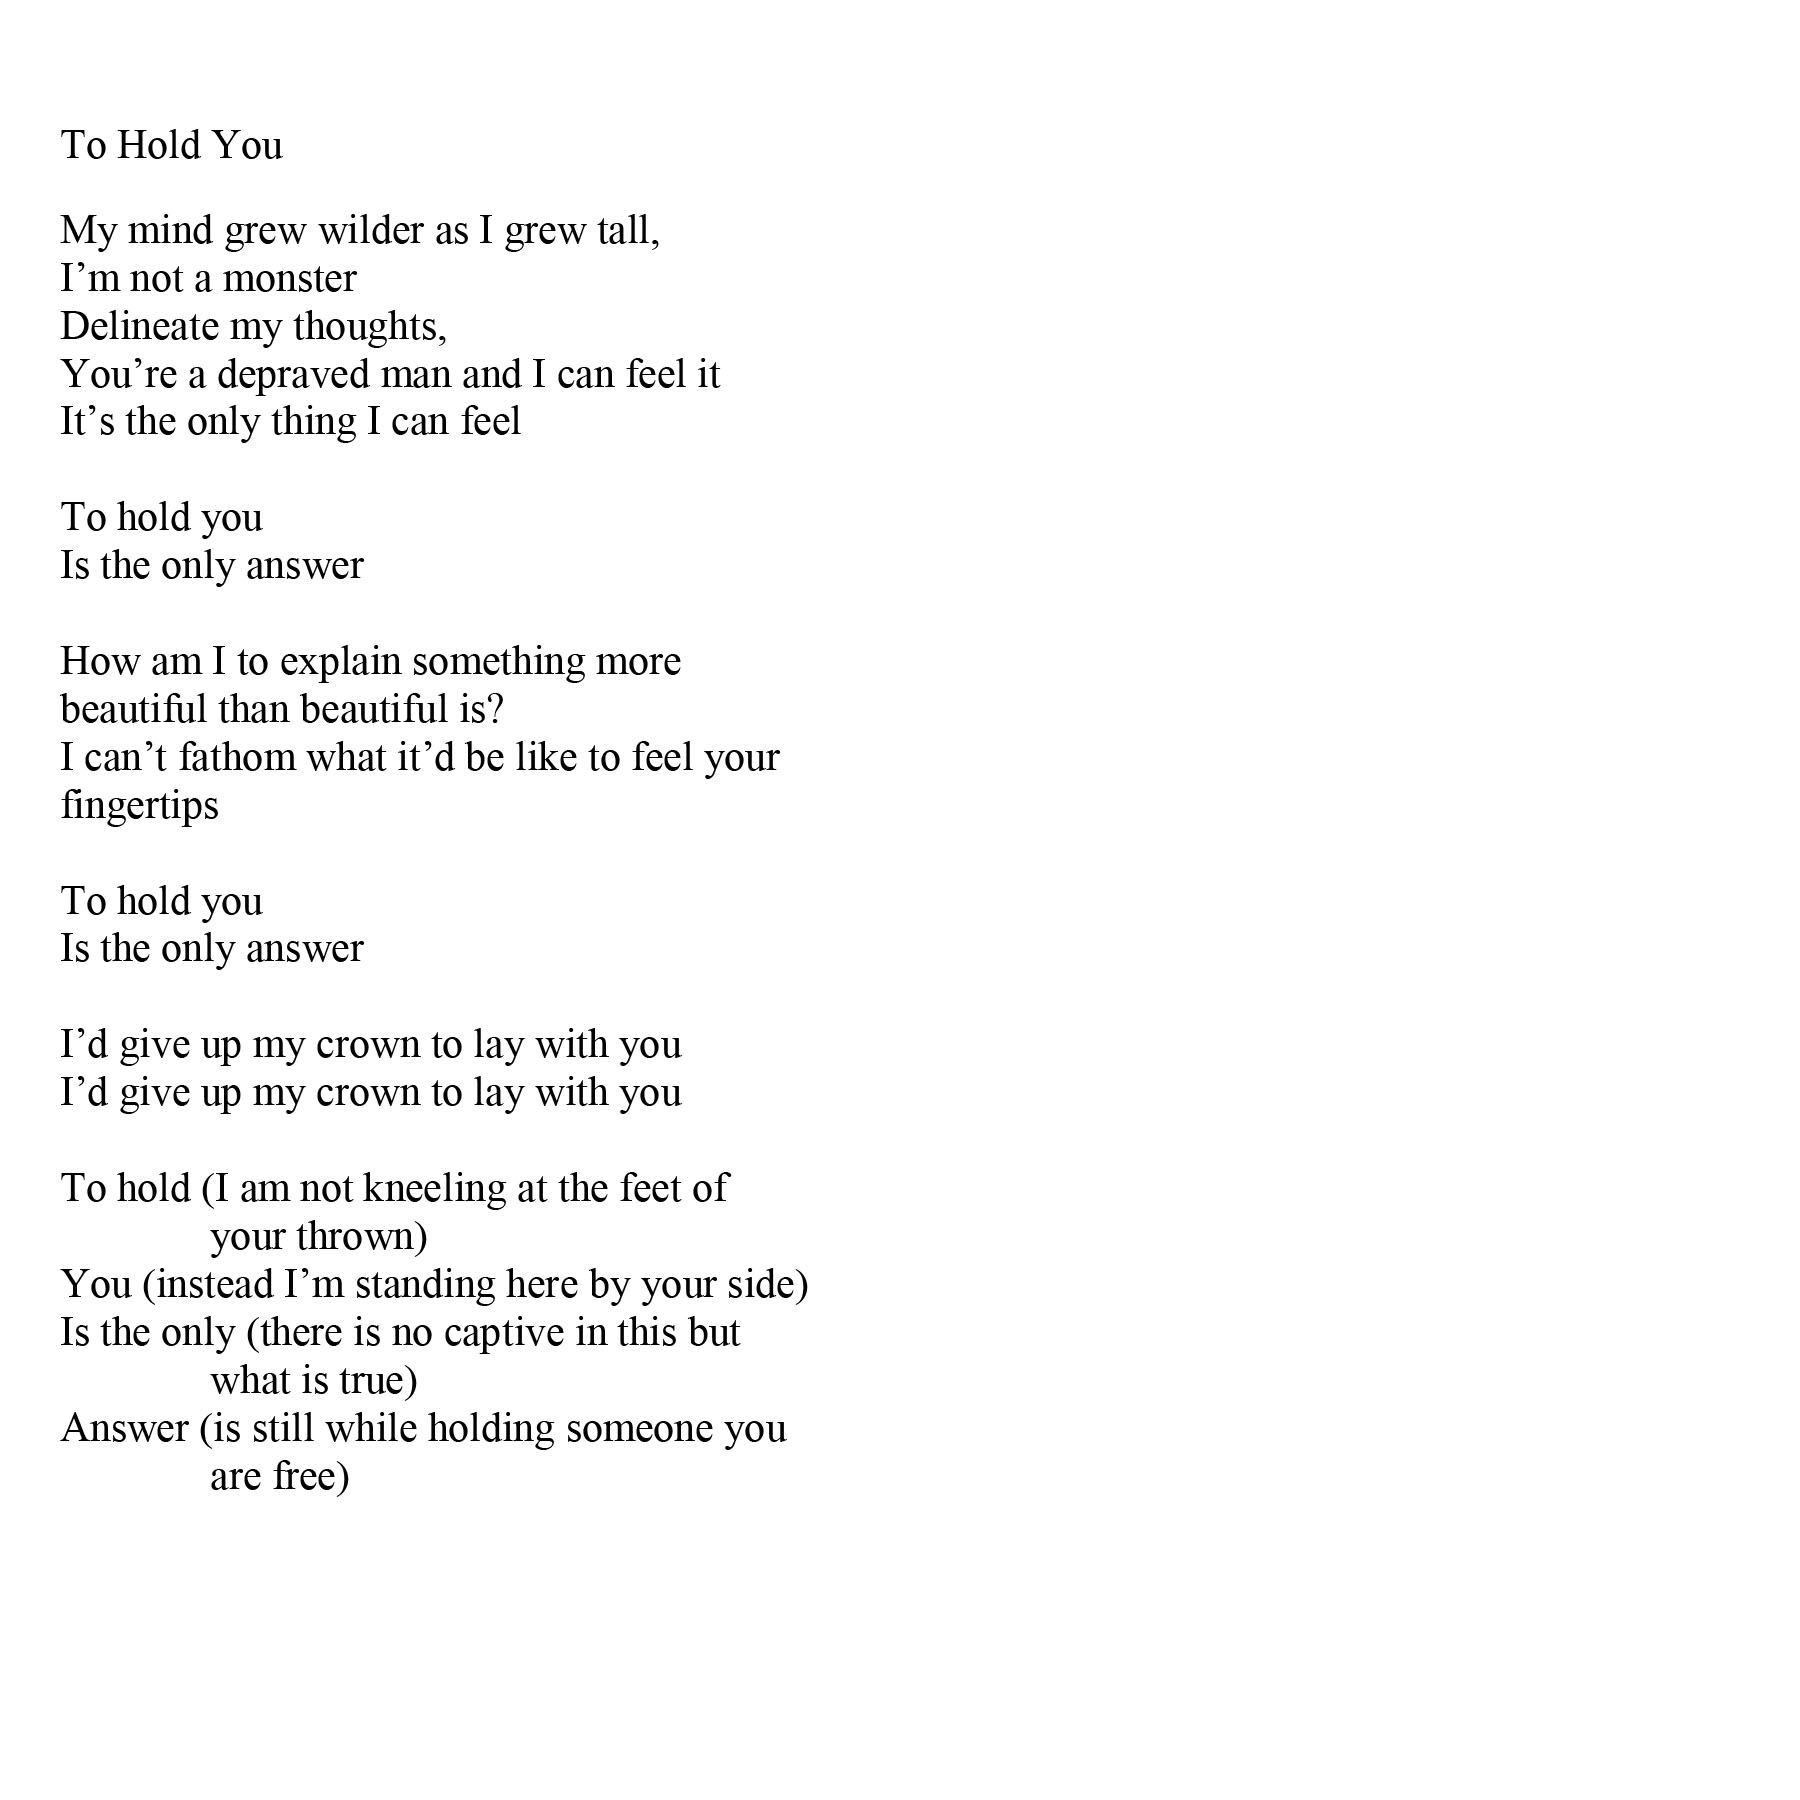 To Hold You
My mind grew wilder as I grew tall,
I’m not a monster
Delineate my thoughts,
You’re a depraved man and I can feel it
It’s the only thing I can feel
To hold you
Is the only answer
How am I to explain something more
beautiful than beautiful is?
I can’t fathom what it’d be like to feel your
fingertips
To hold you
Is the only answer
I’d give up my crown to lay with you
I’d give up my crown to lay with you
To hold (I am not kneeling at the feet of
your thrown)
You (instead I’m standing here by your side)
Is the only (there is no captive in this but
what is true)
Answer (is still while holding someone you
are free)